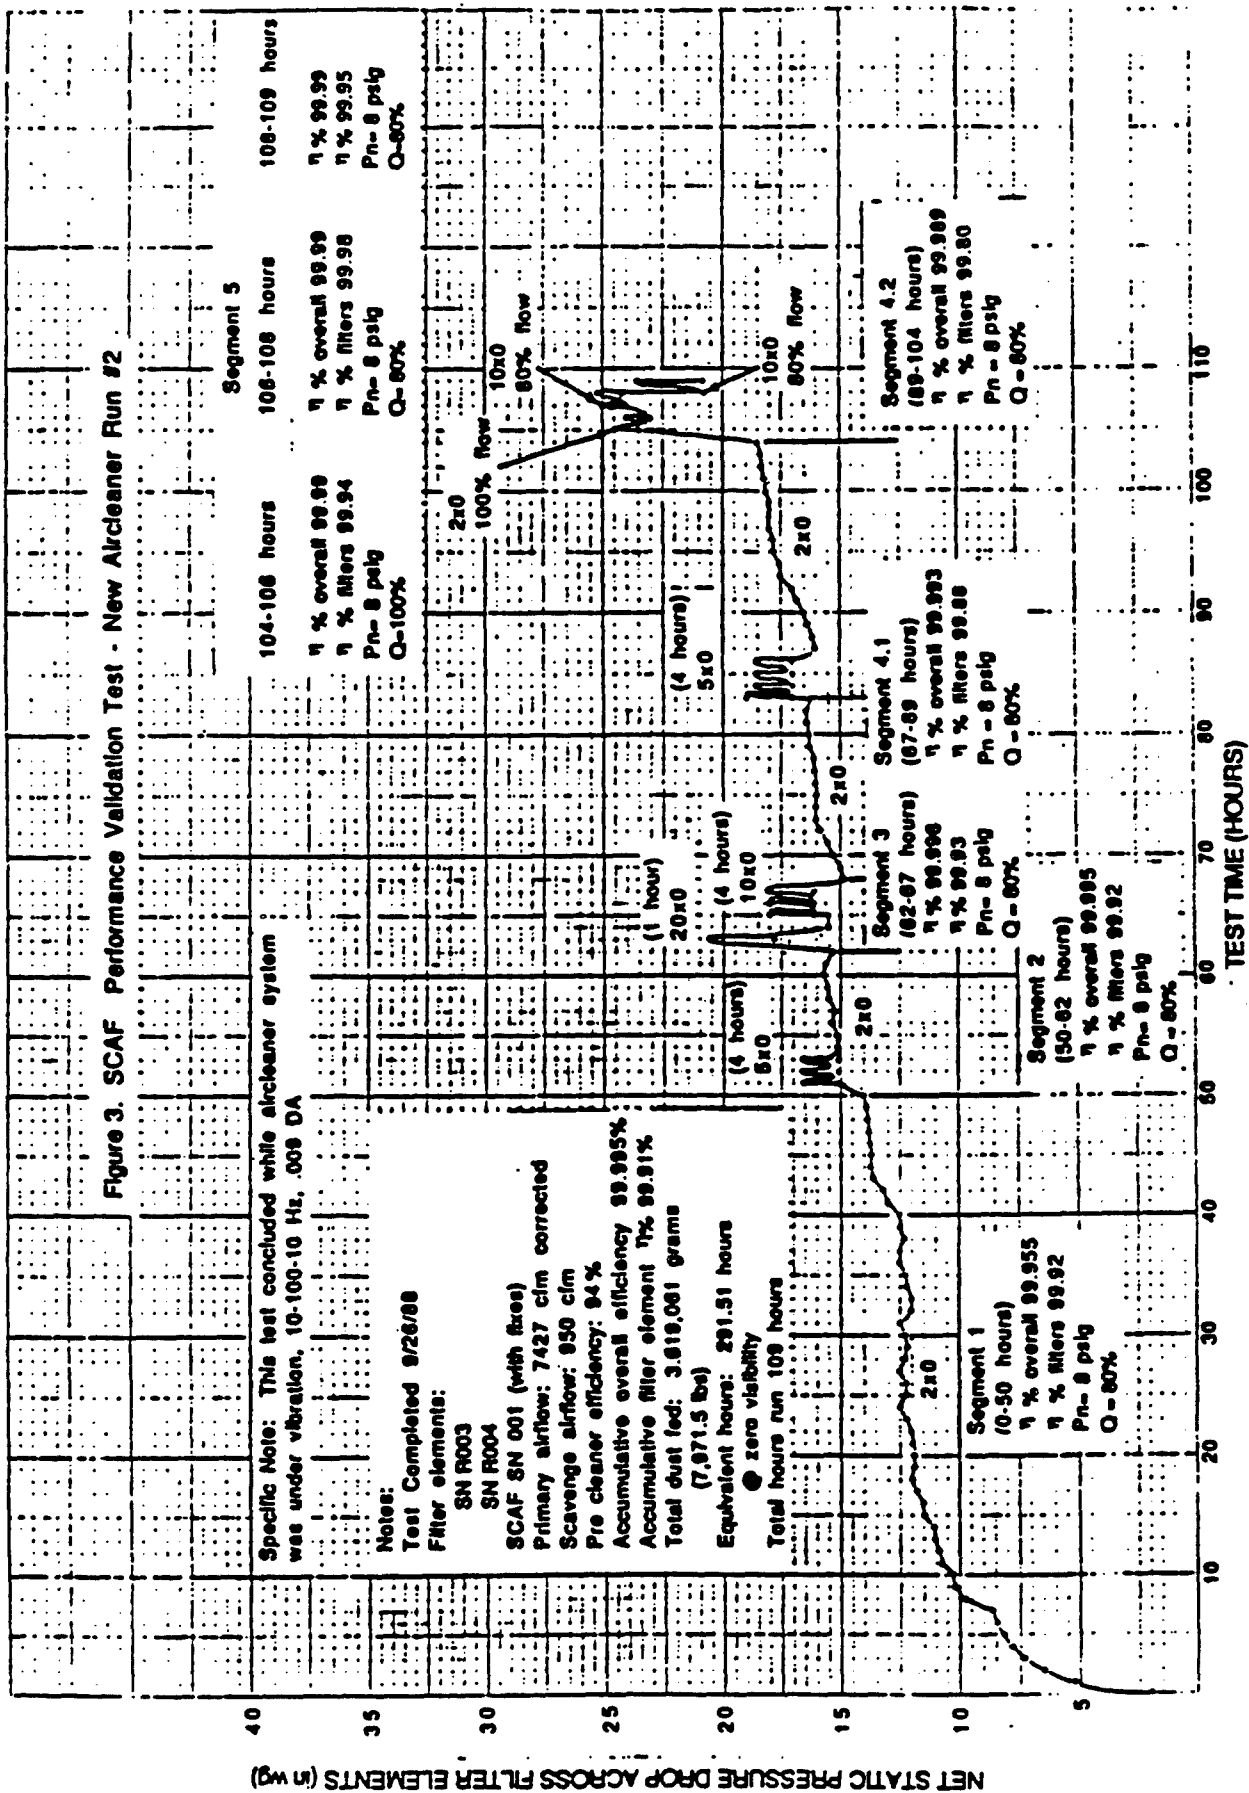 Figure 3. SCAF Performance Validation Test - New Aircleaner Run #2
Specific Note: This test concluded while aircleaner system
was under vibration, 10-100-10 Hz, .009 DA
Notes:
Test Completed 9/26/88
Filter elements:
SN R003
SN R004
SCAF SN 001 (with fixes)
Primary airflow: 7427 cfm corrected
Scavenge airflow: 950 cfm
Pre cleaner efficiency: 94%
Accumulative overall efficiency 99.995%
Accumulative filter element η% 99.91%
Total dust fed: 3,619,061 grams
(7,971.5 lbs)
Equivalent hours: 291.51 hours
@ zero visibility
Total hours run 109 hours
Segment 5
104-106 hours
η % overall 99.99
η % filters 99.94
Pn= 8 psig
Q=100%
106-108 hours
η % overall 99.99
η % filters 99.98
Pn= 8 psig
Q=80%
108-109 hours
η % 99.99
η % 99.95
Pn= 8 psig
Q=80%
2x0
100% flow
10x0
80% flow
10x0
80% flow
(4 hours)
5x0
(1 hour)
20x0
(4 hours)
10x0
(4 hours)
5x0
2x0
2x0
2x0
2x0
Segment 1
(0-50 hours)
η % overall 99.955
η % filters 99.92
Pn= 8 psig
Q=80%
Segment 2
(50-62 hours)
η % overall 99.995
η % filters 99.92
Pn= 8 psig
Q=80%
Segment 3
(62-67 hours)
η % 99.996
η % 99.93
Pn= 8 psig
Q=80%
Segment 4.1
(67-89 hours)
η % overall 99.993
η % filters 99.88
Pn= 8 psig
Q=80%
Segment 4.2
(89-104 hours)
η % overall 99.989
η % filters 99.80
Pn= 8 psig
Q=80%
40
35
30
25
20
15
10
5
NET STATIC PRESSURE DROP ACROSS FILTER ELEMENTS (in wg)
10
20
30
40
50
60
70
80
90
100
110
TEST TIME (HOURS)